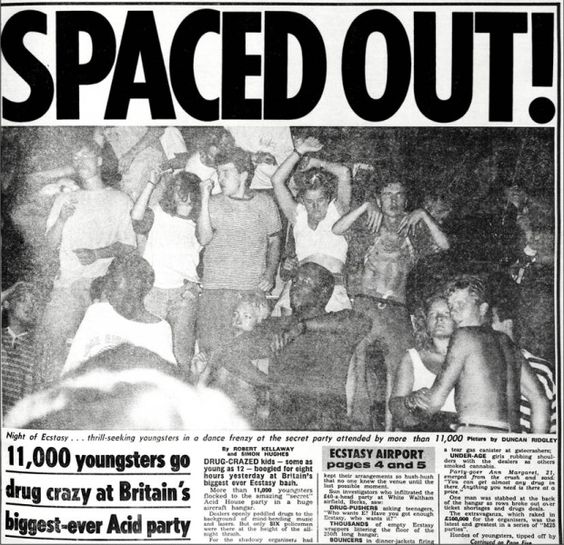 SPACED OUT!
Night of Ecstasy . . . thrill-seeking youngsters in a dance frenzy at the secret party attended by more than 11,000 Picture by DUNCAN RIDGLEY
11,000 youngsters go
drug crazy at Britain's
biggest-ever Acid party
By ROBERT KELLAWAY
and SIMON HUGHES
DRUG-CRAZED kids — some as
young as 12 — boogied for eight
hours yesterday at Britain's
biggest ever Ecstasy bash.
More than 11,000 youngsters
flocked to the amazing "secret"
Acid House party in a huge
aircraft hangar.
Dealers openly peddled drugs to the
background of mind-bending music
and lasers. But only SIX policemen
were there at the height of the all-
night thrash.
And the shadowy organisers had
ECSTASY AIRPORT
pages 4 and 5
kept their arrangements so hush-hush
that no one knew the venue until the
last possible moment.
Sun investigators who infiltrated the
£40-a-head party at White Waltham
airfield, Berks, saw:
DRUG-PUSHERS asking teenagers,
"Who wants E? Have you got enough
Ecstasy, who wants it?"
THOUSANDS of empty Ecstasy
wrappers littering the floor of the
250ft long hangar;
BOUNCERS in dinner-jackets firing
a tear gas canister at gatecrashers;
UNDER-AGE girls rubbing shoul-
ders with the dealers as others
smoked cannabis.
Party-goer Ann Margaret, 21,
emerged from the crush and said:
"You can get almost any drug in
there. Anything you need is there at a
price."
One man was stabbed at the back
of the hangar as rows broke out over
ticket shortages and drugs deals.
The extravaganza, which raked in
for the organisers, was the
latest and greatest in a series of "M25
raves."
Hordes of youngsters, tipped off by
Continued on Page Five